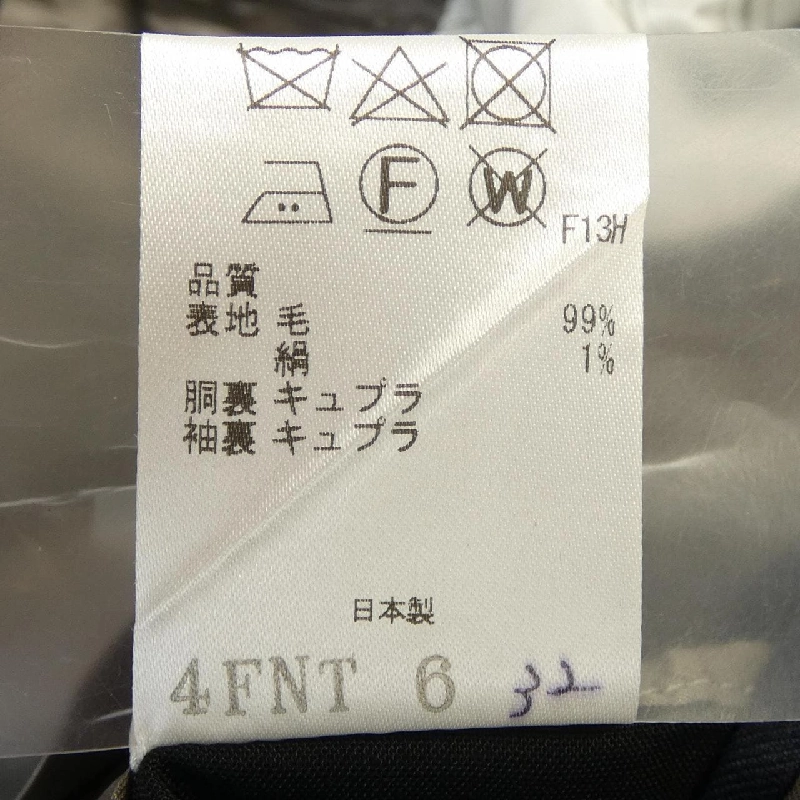 F W
F13H
品質
表地 毛 99%
絹 1%
胴裏 キュプラ
袖裏 キュプラ
日本製
4FNT 6 32